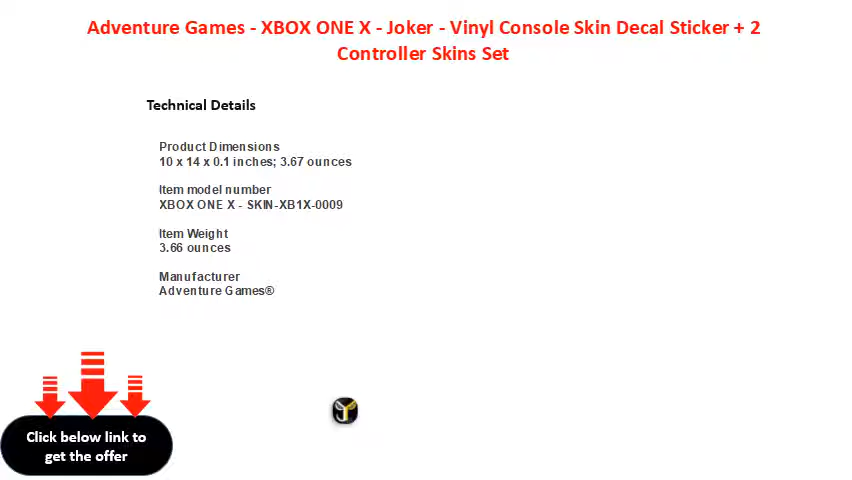 Adventure Games - XBOX ONE X - Joker - Vinyl Console Skin Decal Sticker + 2
Controller Skins Set
Technical Details
Product Dimensions
10 x 14 x 0.1 inches; 3.67 ounces
Item model number
XBOX ONE X - SKIN-XB1X-0009
Item Weight
3.66 ounces
Manufacturer
Adventure Games®
Click below link to
get the offer